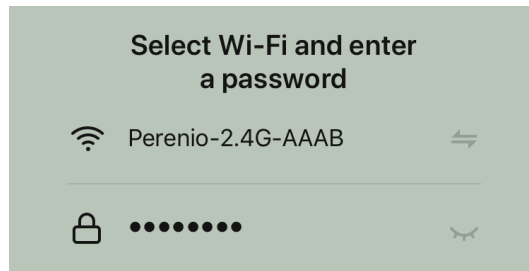 Select Wi-Fi and enter
a password
Perenio-2.4G-AAAB
••••••••